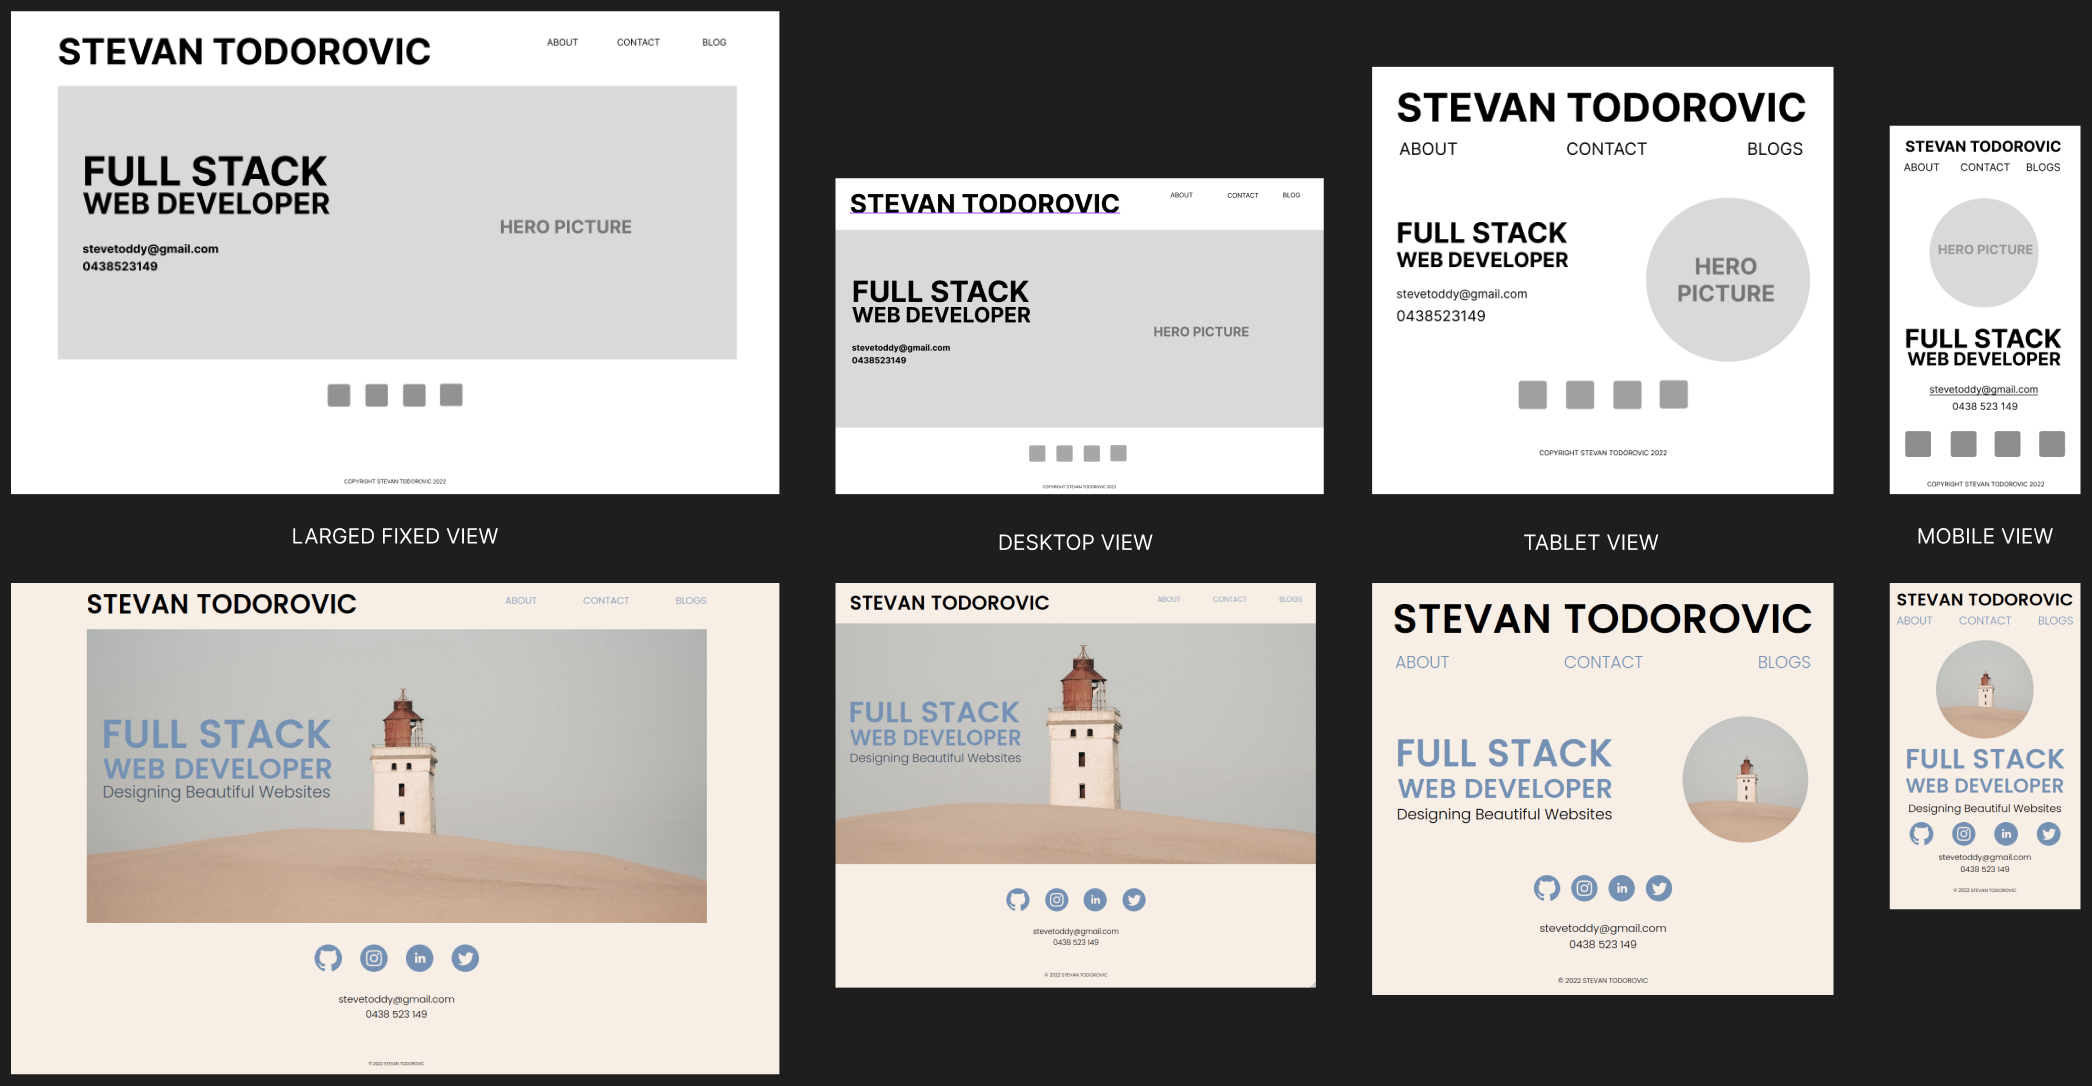 STEVAN TODOROVIC
ABOUT CONTACT BLOG
FULL STACK
WEB DEVELOPER
stevetoddy@gmail.com
0438523149
HERO PICTURE
COPYRIGHT STEVAN TODOROVIC 2022
STEVAN TODOROVIC
ABOUT CONTACT BLOG
FULL STACK
WEB DEVELOPER
stevetoddy@gmail.com
0438523149
HERO PICTURE
COPYRIGHT STEVAN TODOROVIC 2022
STEVAN TODOROVIC
ABOUT CONTACT BLOGS
FULL STACK
WEB DEVELOPER
stevetoddy@gmail.com
0438523149
HERO
PICTURE
COPYRIGHT STEVAN TODOROVIC 2022
STEVAN TODOROVIC
ABOUT CONTACT BLOGS
HERO PICTURE
FULL STACK
WEB DEVELOPER
stevetoddy@gmail.com
0438 523 149
COPYRIGHT STEVAN TODOROVIC 2022
LARGED FIXED VIEW
DESKTOP VIEW
TABLET VIEW
MOBILE VIEW
STEVAN TODOROVIC
ABOUT CONTACT BLOGS
FULL STACK
WEB DEVELOPER
Designing Beautiful Websites
in
stevetoddy@gmail.com
0438 523 149
© 2022 STEVAN TODOROVIC
STEVAN TODOROVIC
ABOUT CONTACT BLOGS
FULL STACK
WEB DEVELOPER
Designing Beautiful Websites
in
stevetoddy@gmail.com
0438 523 149
© 2022 STEVAN TODOROVIC
STEVAN TODOROVIC
ABOUT CONTACT BLOGS
FULL STACK
WEB DEVELOPER
Designing Beautiful Websites
in
stevetoddy@gmail.com
0438 523 149
© 2022 STEVAN TODOROVIC
STEVAN TODOROVIC
ABOUT CONTACT BLOGS
FULL STACK
WEB DEVELOPER
Designing Beautiful Websites
in
stevetoddy@gmail.com
0438 523 149
© 2022 STEVAN TODOROVIC